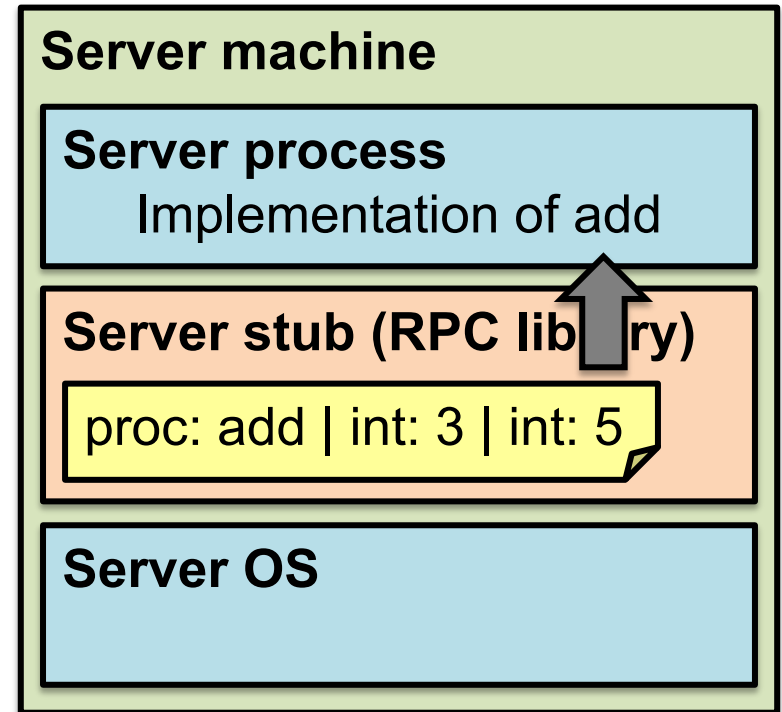 Server machine
Server process
Implementation of add
Server stub (RPC lib ry)
proc: add | int: 3 | int: 5
Server OS